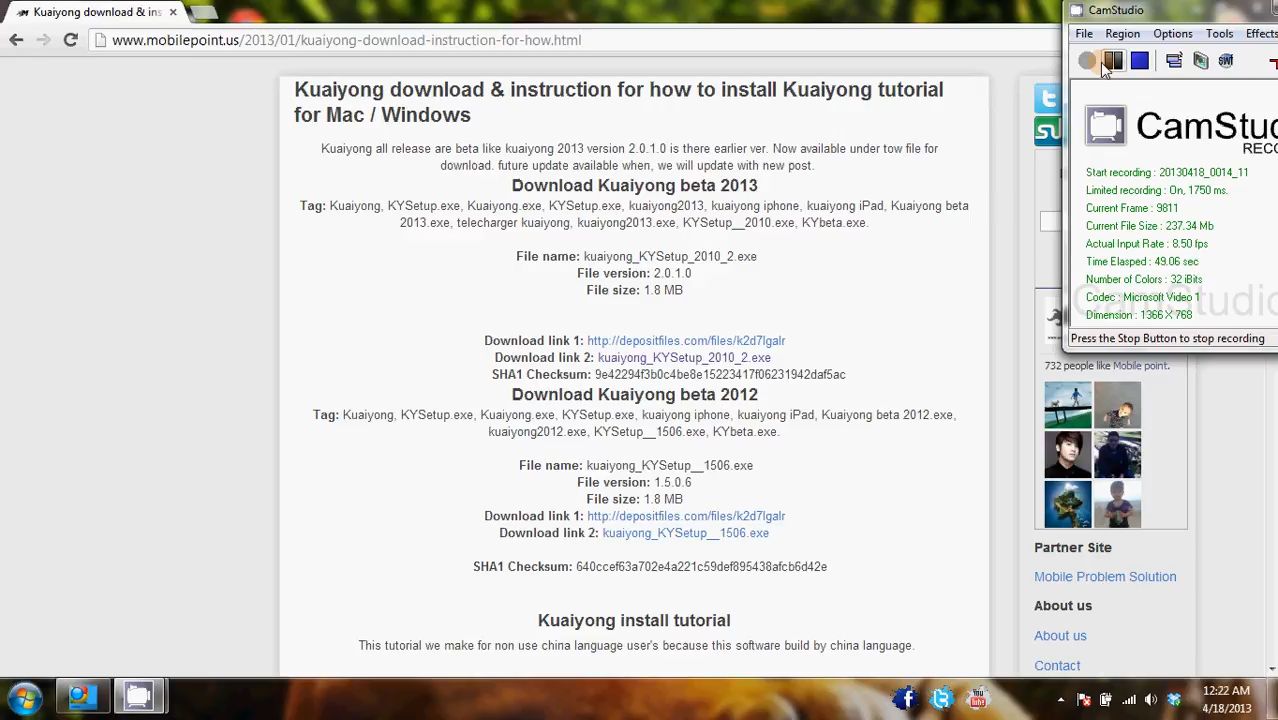 Kuaiyong download & ins
www.mobilepoint.us/2013/01/kuaiyong-download-instruction-for-how.html
Kuaiyong download & instruction for how to install Kuaiyong tutorial
for Mac / Windows
Kuaiyong all release are beta like kuaiyong 2013 version 2.0.1.0 is there earlier ver. Now available under tow file for
download. future update available when, we will update with new post.
Download Kuaiyong beta 2013
Tag: Kuaiyong, KYSetup.exe, Kuaiyong.exe, KYSetup.exe, kuaiyong2013, kuaiyong iphone, kuaiyong iPad, Kuaiyong beta
2013.exe, telecharger kuaiyong, kuaiyong2013.exe, KYSetup__2010.exe, KYbeta.exe.
File name: kuaiyong_KYSetup_2010_2.exe
File version: 2.0.1.0
File size: 1.8 MB
Download link 1: http://depositfiles.com/files/k2d7lgalr
Download link 2: kuaiyong_KYSetup_2010_2.exe
SHA1 Checksum: 9e42294f3b0c4be8e15223417f06231942daf5ac
Download Kuaiyong beta 2012
Tag: Kuaiyong, KYSetup.exe, Kuaiyong.exe, KYSetup.exe, kuaiyong iphone, kuaiyong iPad, Kuaiyong beta 2012.exe,
kuaiyong2012.exe, KYSetup__1506.exe, KYbeta.exe.
File name: kuaiyong_KYSetup__1506.exe
File version: 1.5.0.6
File size: 1.8 MB
Download link 1: http://depositfiles.com/files/k2d7lgalr
Download link 2: kuaiyong_KYSetup__1506.exe
SHA1 Checksum: 640ccef63a702e4a221c59def895438afcb6d42e
Kuaiyong install tutorial
This tutorial we make for non use china language user's because this software build by china language.
CamStudio
File Region Options Tools Effects
CamStu
RECO
Start recording : 20130418_0014_11
Limited recording : On, 1750 ms.
Current Frame : 9811
Current File Size : 237.34 Mb
Actual Input Rate : 8.50 fps
Time Elasped : 49.06 sec
Number of Colors : 32 iBits
Codec : Microsoft Video 1
Dimension : 1366 X 768
CamStudio
Press the Stop Button to stop recording
732 people like Mobile point.
Partner Site
Mobile Problem Solution
About us
About us
Contact
12:22 AM
4/18/2013